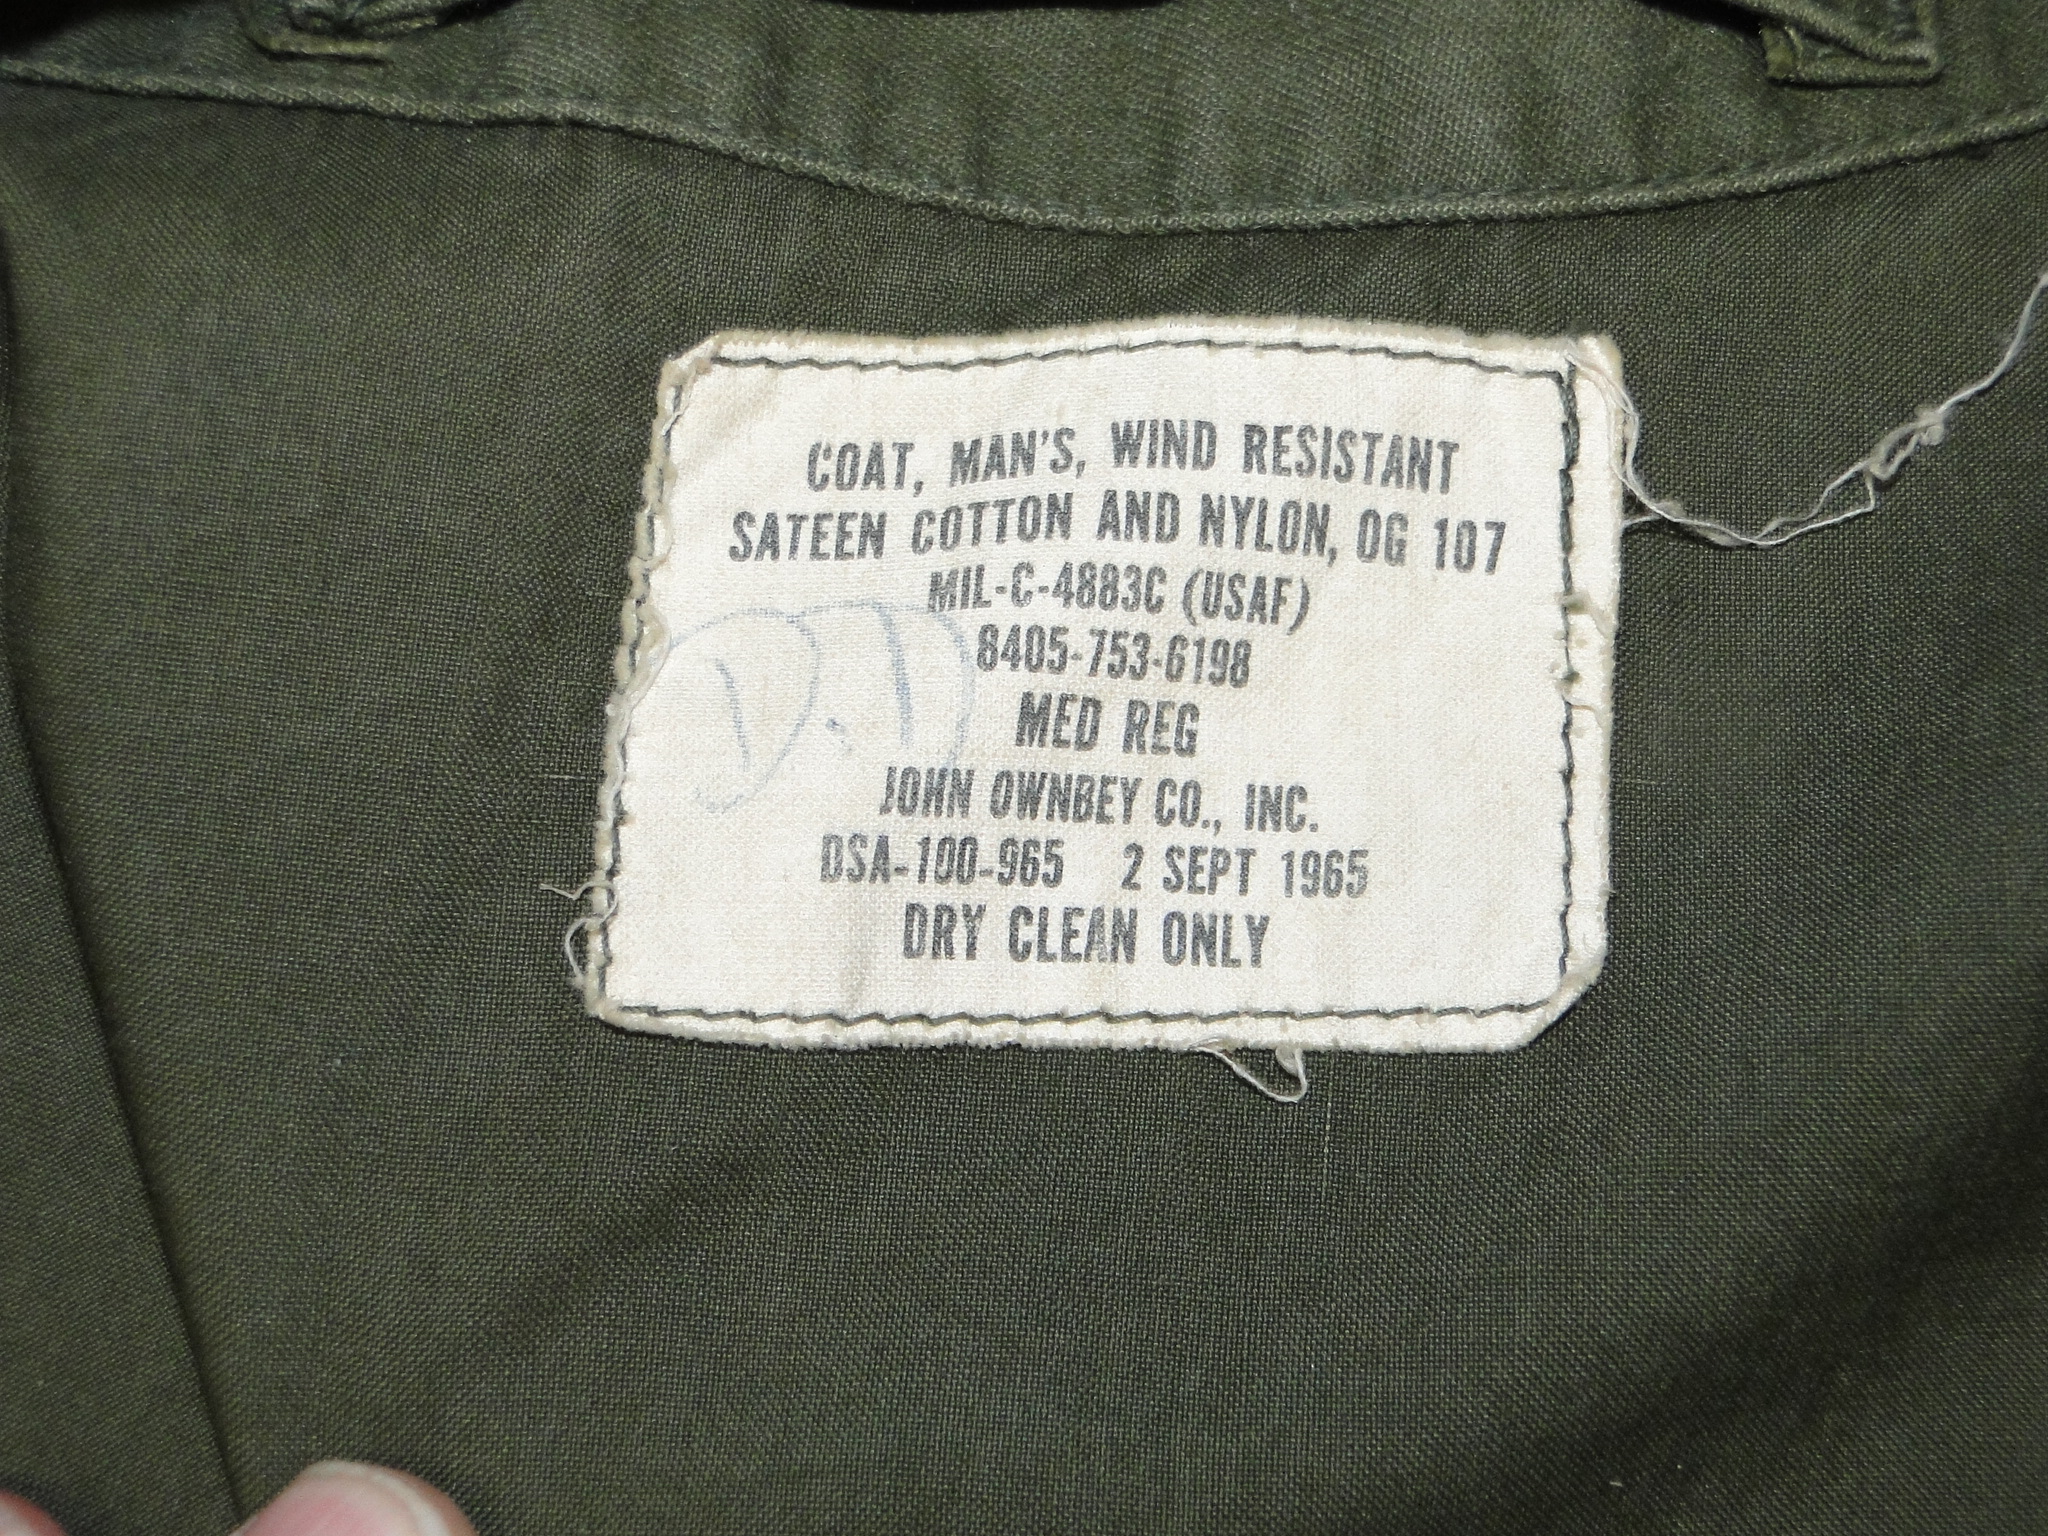 COAT, MAN'S, WIND RESISTANT
SATEEN COTTON AND NYLON, OG 107
MIL-C-4883C (USAF)
8405-753-6198
MED REG
JOHN OWNBEY CO., INC.
DSA-100-965 2 SEPT 1965
DRY CLEAN ONLY